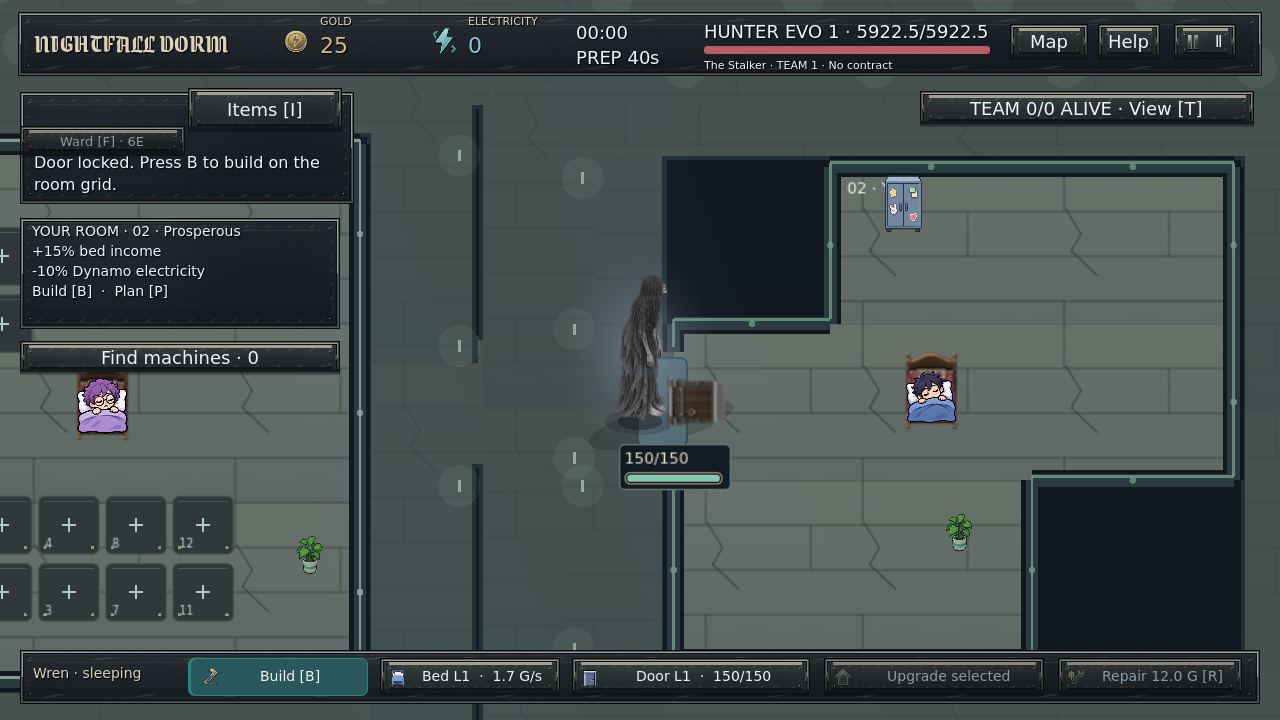 NIGHTFALL DORM
GOLD
25
ELECTRICITY
0
00:00
PREP 40s
HUNTER EVO 1 · 5922.5/5922.5
The Stalker · TEAM 1 · No contract
Map
Help
Items [I]
Ward [F] · 6E
Door locked. Press B to build on the
room grid.
TEAM 0/0 ALIVE · View [T]
YOUR ROOM · 02 · Prosperous
+15% bed income
-10% Dynamo electricity
Build [B] · Plan [P]
Find machines · 0
02 ·
150/150
4
8
12
3
7
11
Wren · sleeping
Build [B]
Bed L1 · 1.7 G/s
Door L1 · 150/150
Upgrade selected
Repair 12.0 G [R]